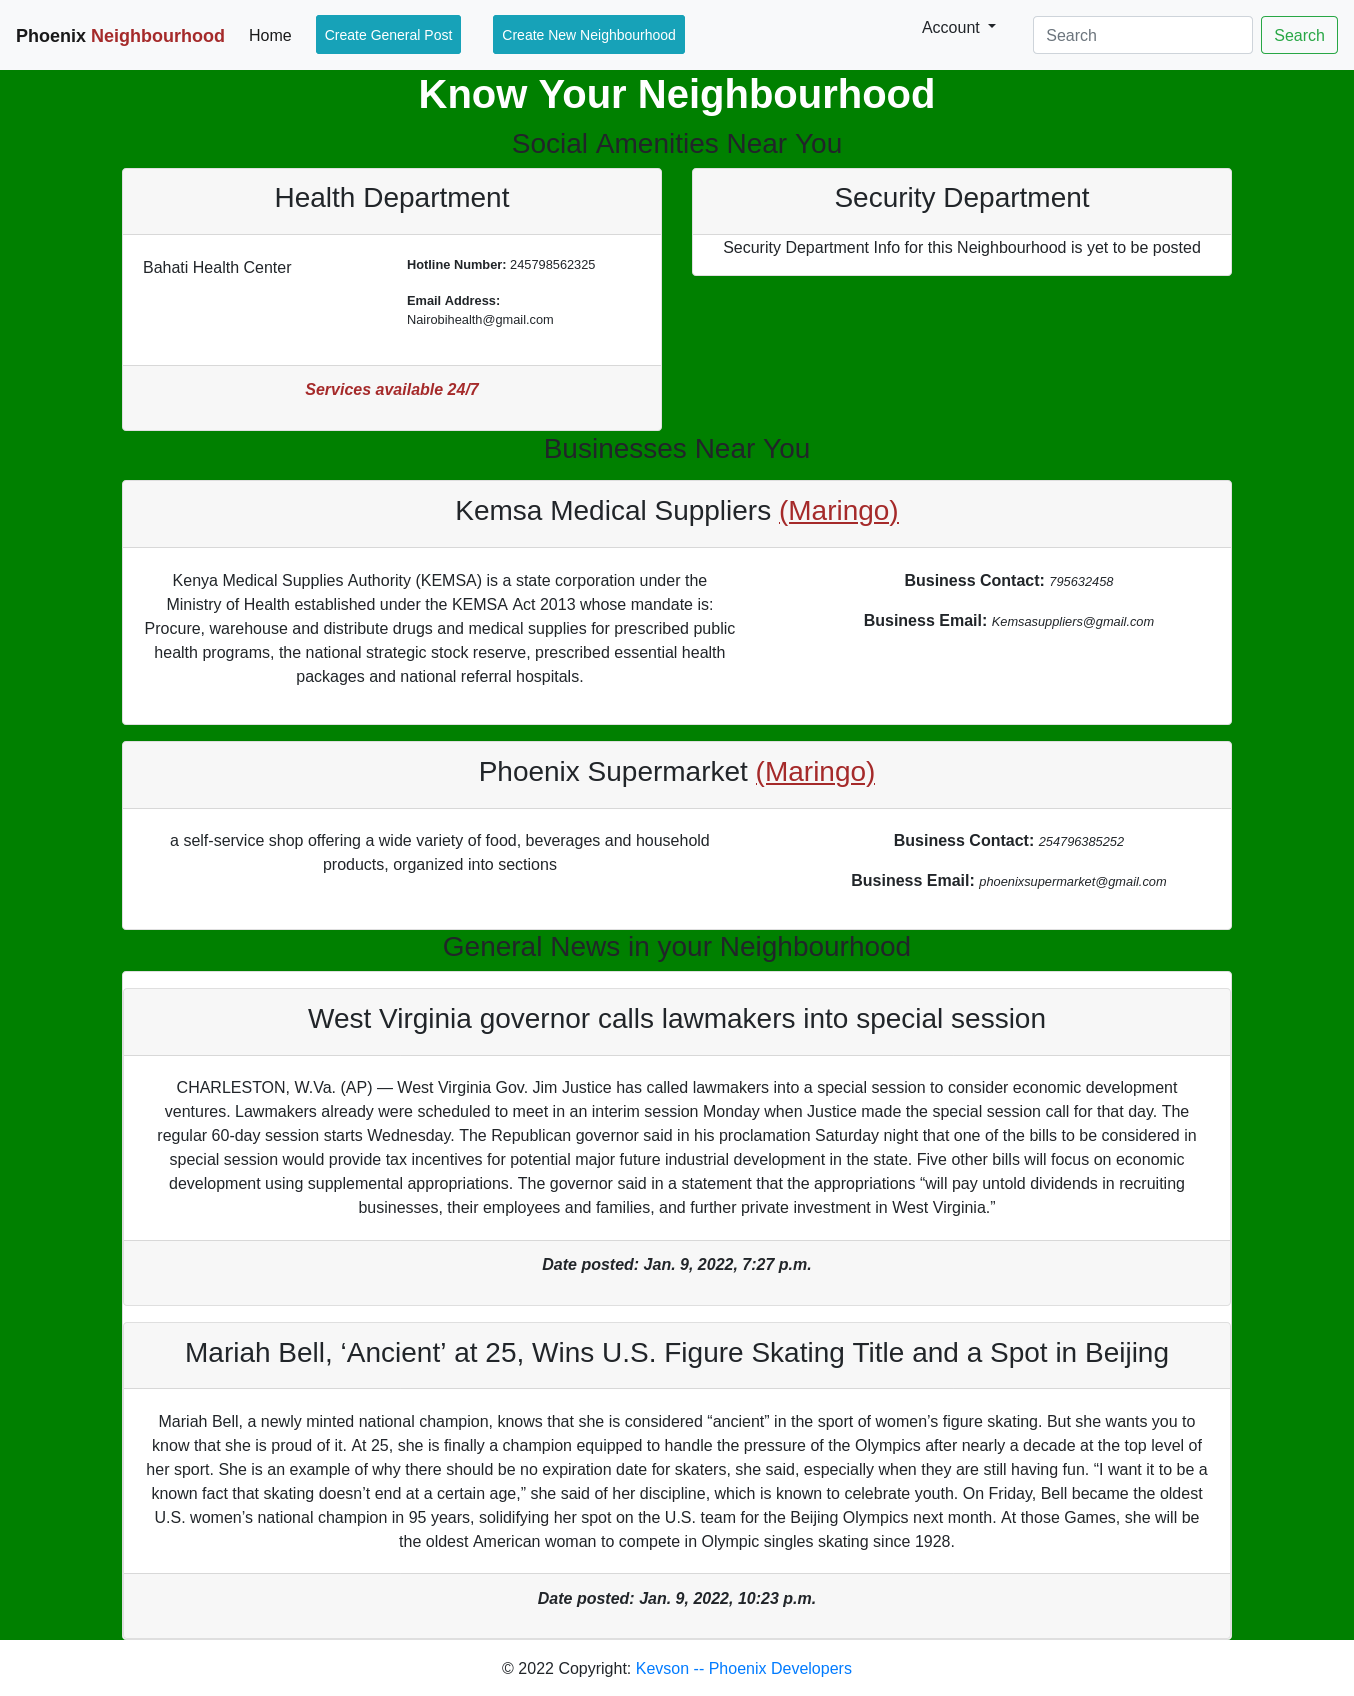 Phoenix Neighbourhood Home Create General Post Create New Neighbourhood Account Search Search
Know Your Neighbourhood
Social Amenities Near You
Health Department
Bahati Health Center
Hotline Number: 245798562325
Email Address:
Nairobihealth@gmail.com
Services available 24/7
Security Department
Security Department Info for this Neighbourhood is yet to be posted
Businesses Near You
Kemsa Medical Suppliers (Maringo)
Kenya Medical Supplies Authority (KEMSA) is a state corporation under the
Ministry of Health established under the KEMSA Act 2013 whose mandate is:
Procure, warehouse and distribute drugs and medical supplies for prescribed public
health programs, the national strategic stock reserve, prescribed essential health
packages and national referral hospitals.
Business Contact: 795632458
Business Email: Kemsasuppliers@gmail.com
Phoenix Supermarket (Maringo)
a self-service shop offering a wide variety of food, beverages and household
products, organized into sections
Business Contact: 254796385252
Business Email: phoenixsupermarket@gmail.com
General News in your Neighbourhood
West Virginia governor calls lawmakers into special session
CHARLESTON, W.Va. (AP) — West Virginia Gov. Jim Justice has called lawmakers into a special session to consider economic development
ventures. Lawmakers already were scheduled to meet in an interim session Monday when Justice made the special session call for that day. The
regular 60-day session starts Wednesday. The Republican governor said in his proclamation Saturday night that one of the bills to be considered in
special session would provide tax incentives for potential major future industrial development in the state. Five other bills will focus on economic
development using supplemental appropriations. The governor said in a statement that the appropriations “will pay untold dividends in recruiting
businesses, their employees and families, and further private investment in West Virginia.”
Date posted: Jan. 9, 2022, 7:27 p.m.
Mariah Bell, ‘Ancient’ at 25, Wins U.S. Figure Skating Title and a Spot in Beijing
Mariah Bell, a newly minted national champion, knows that she is considered “ancient” in the sport of women’s figure skating. But she wants you to
know that she is proud of it. At 25, she is finally a champion equipped to handle the pressure of the Olympics after nearly a decade at the top level of
her sport. She is an example of why there should be no expiration date for skaters, she said, especially when they are still having fun. “I want it to be a
known fact that skating doesn’t end at a certain age,” she said of her discipline, which is known to celebrate youth. On Friday, Bell became the oldest
U.S. women’s national champion in 95 years, solidifying her spot on the U.S. team for the Beijing Olympics next month. At those Games, she will be
the oldest American woman to compete in Olympic singles skating since 1928.
Date posted: Jan. 9, 2022, 10:23 p.m.
© 2022 Copyright: Kevson -- Phoenix Developers